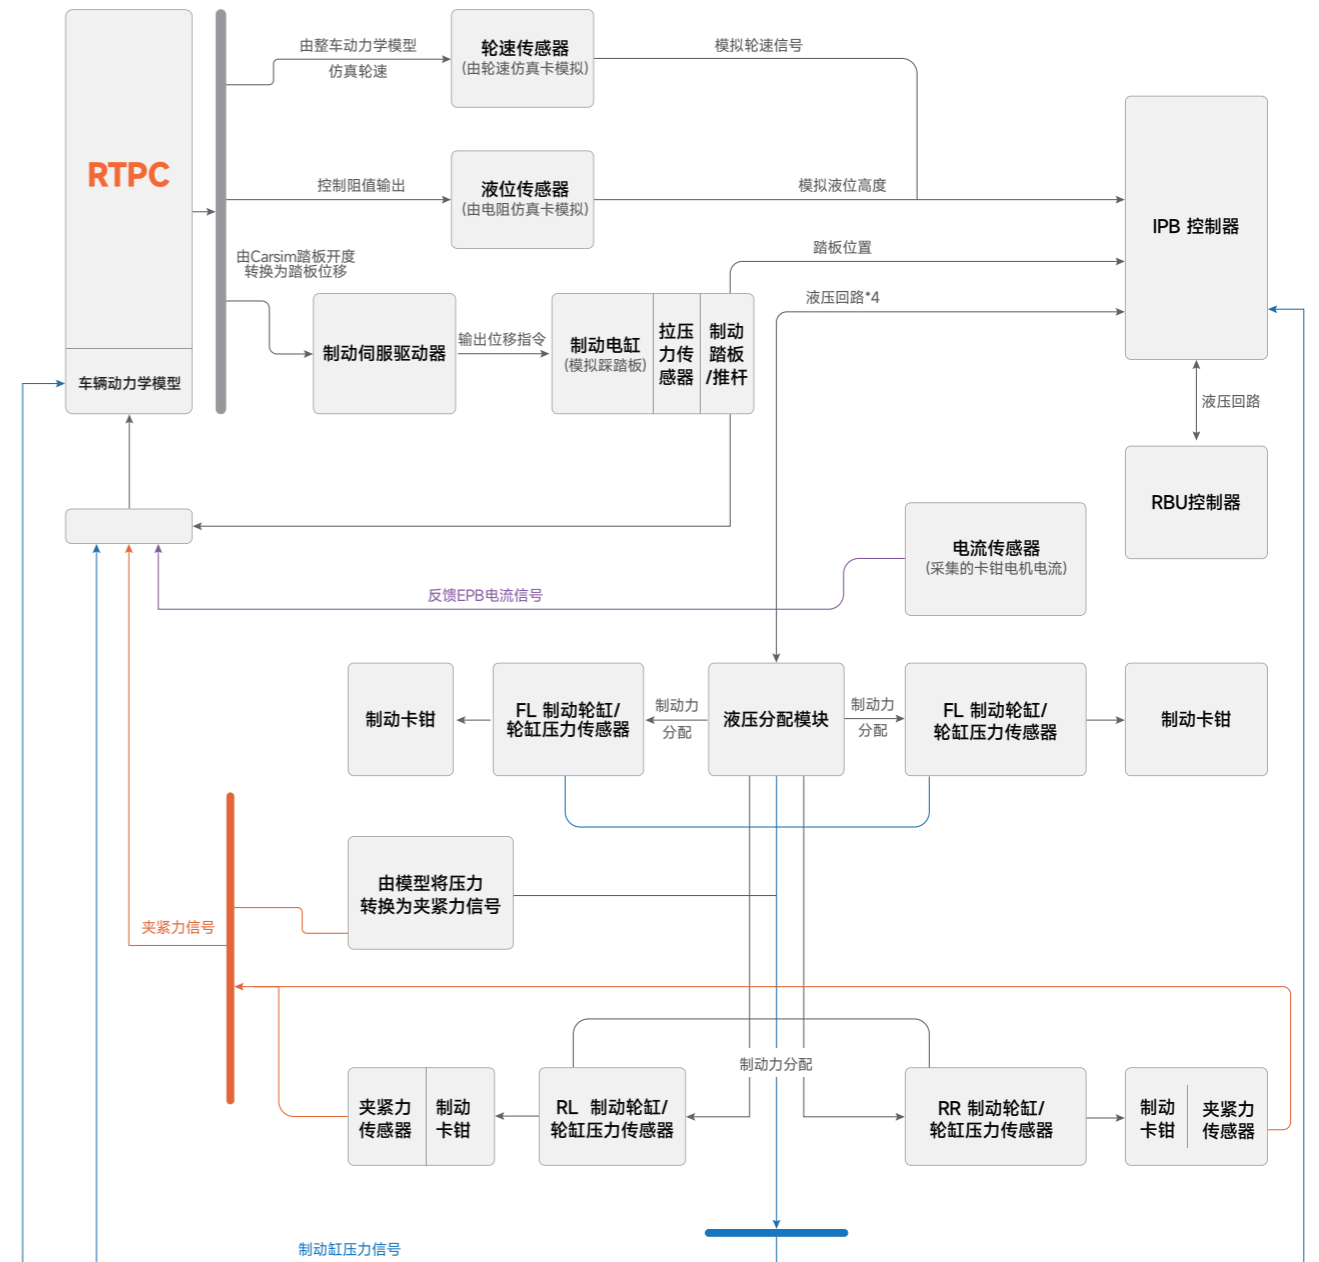 由整车动力学模型
仿真轮速
轮速传感器
(由轮速仿真卡模拟)
模拟轮速信号
RTPC
控制阻值输出
液位传感器
(由电阻仿真卡模拟)
模拟液位高度
IPB 控制器
由Carsim踏板开度
转换为踏板位移
踏板位置
液压回路*4
制动伺服驱动器
输出位移指令
制动电缸
(模拟踩踏板)
拉压
力传
感器
制动
踏板
/推杆
车辆动力学模型
液压回路
RBU控制器
电流传感器
(采集的卡钳电机电流)
反馈EPB电流信号
制动卡钳
FL 制动轮缸/
轮缸压力传感器
制动力
分配
液压分配模块
制动力
分配
FL 制动轮缸/
轮缸压力传感器
制动卡钳
由模型将压力
转换为夹紧力信号
夹紧力信号
制动力分配
夹紧力
传感器
制动
卡钳
RL 制动轮缸/
轮缸压力传感器
RR 制动轮缸/
轮缸压力传感器
制动
卡钳
夹紧力
传感器
制动缸压力信号